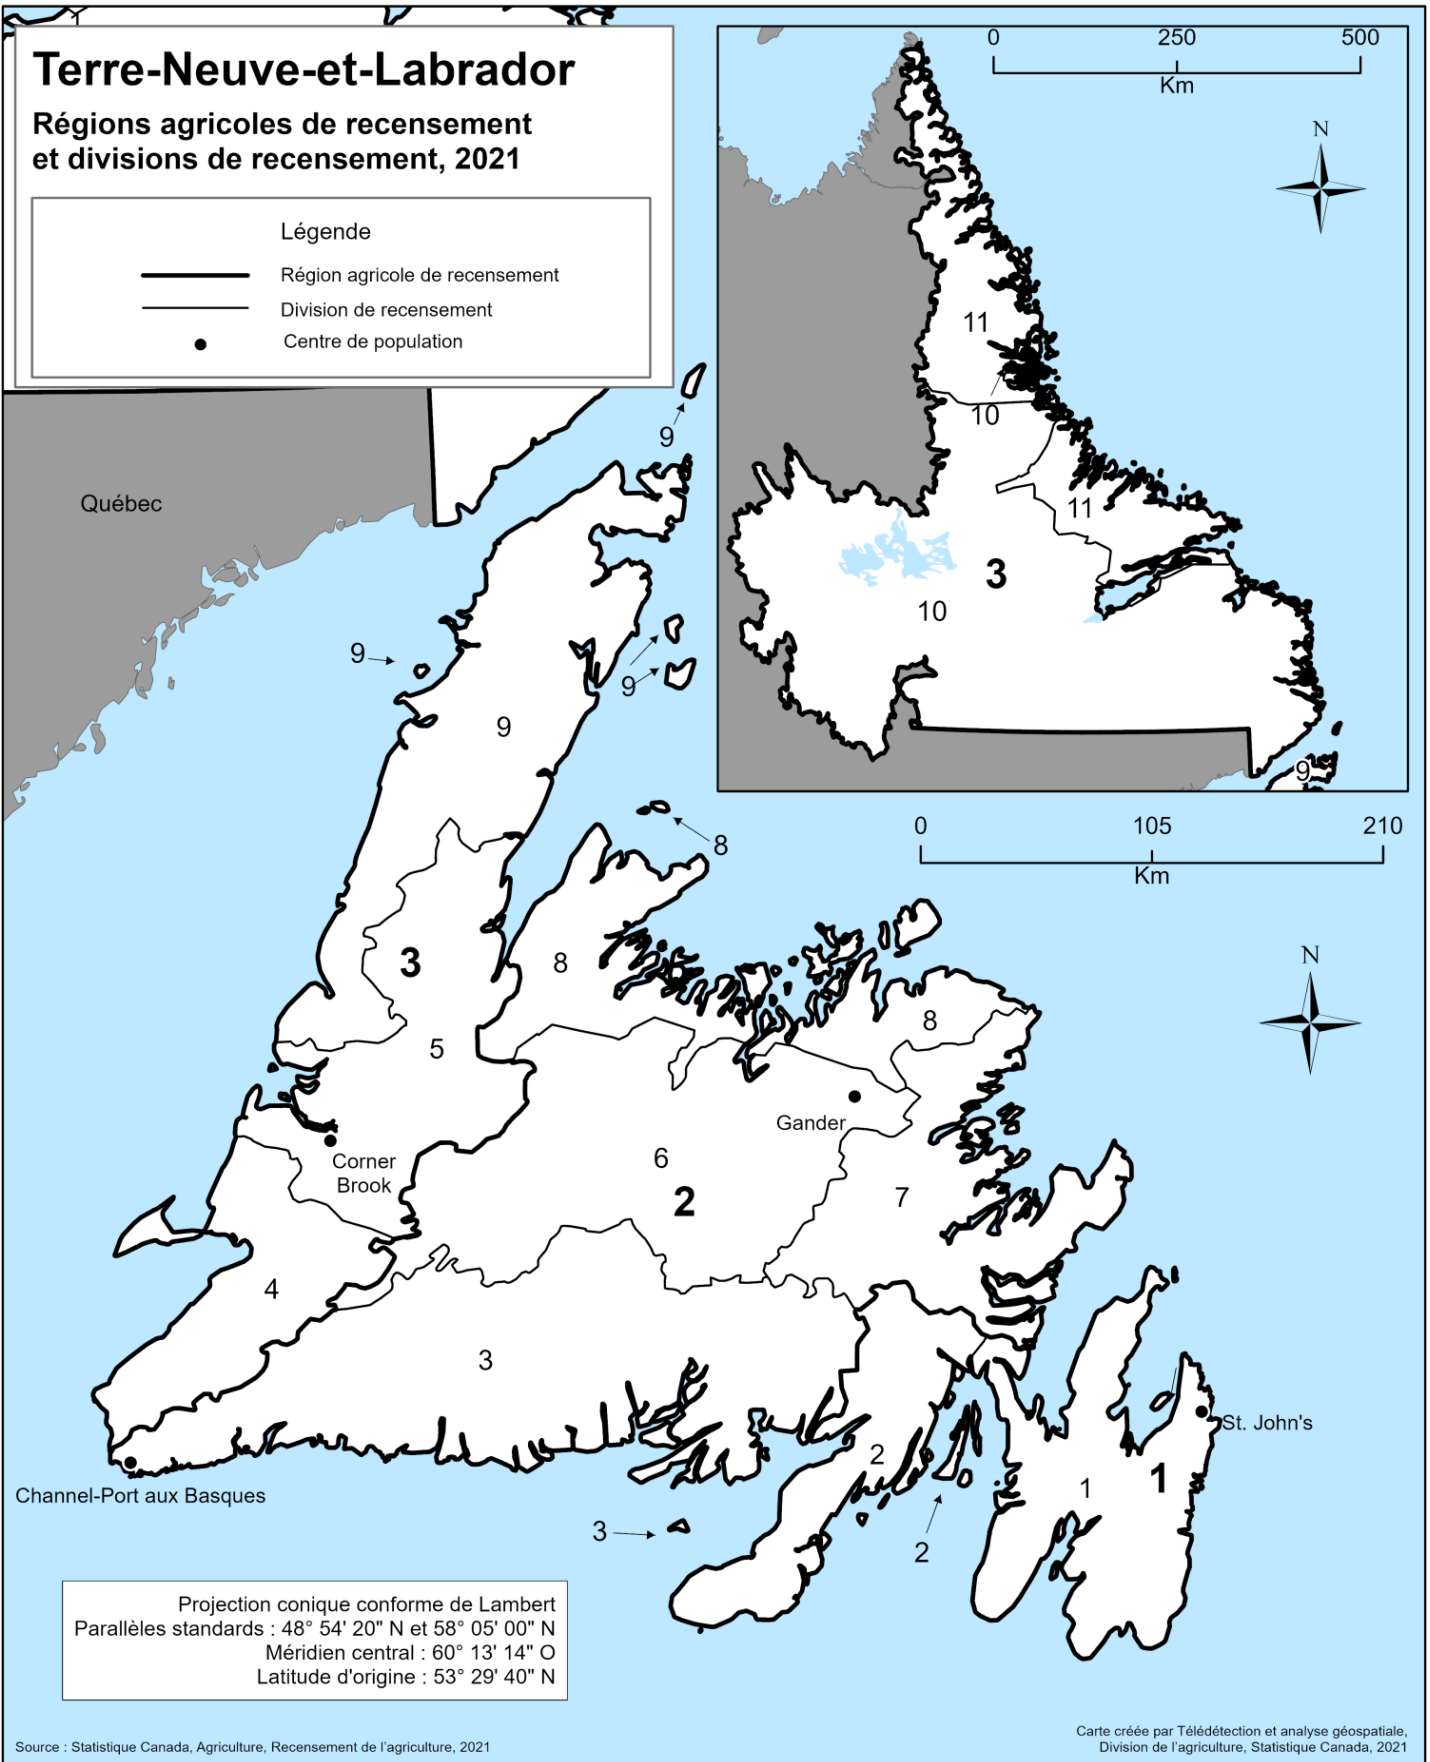 Terre-Neuve-et-Labrador
Régions agricoles de recensement
et divisions de recensement, 2021
Légende
Région agricole de recensement
Division de recensement
Centre de population
0 250 500
Km
N
11
10
11
3
10
9
Québec
9
9
9
9
8
0 105 210
Km
N
3
8
8
5
Gander
Corner
Brook
6
2
7
4
3
St. John's
2
1
1
Channel-Port aux Basques
3
2
Projection conique conforme de Lambert
Parallèles standards : 48° 54' 20" N et 58° 05' 00" N
Méridien central : 60° 13' 14" O
Latitude d'origine : 53° 29' 40" N
Source : Statistique Canada, Agriculture, Recensement de l'agriculture, 2021
Carte créée par Télédétection et analyse géospatiale,
Division de l'agriculture, Statistique Canada, 2021